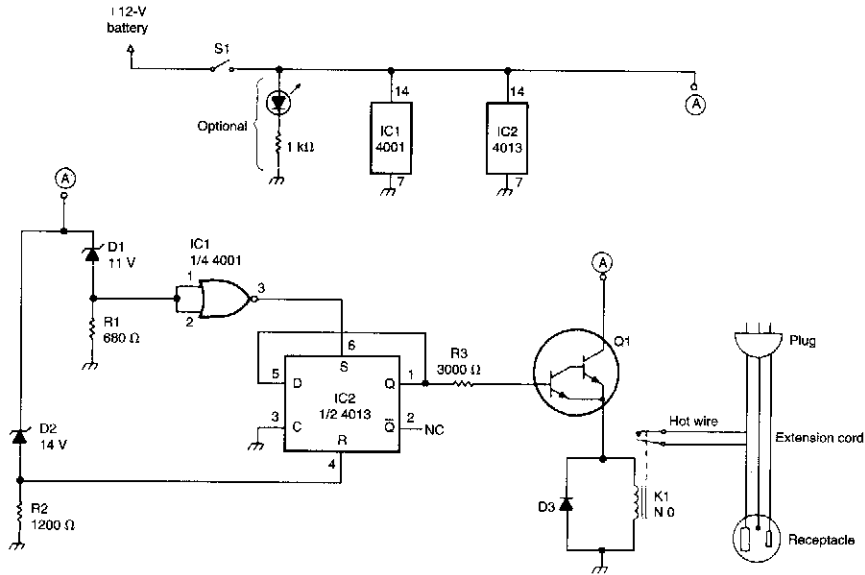 +12-V
battery
S1
Optional
1 kΩ
14
IC1
4001
7
14
IC2
4013
7
A
A
D1
11 V
R1
680 Ω
IC1
1/4 4001
1
2
3
D2
14 V
R2
1200 Ω
6
S
5
D
Q
1
IC2
1/2 4013
3
C
Q
2
NC
R
4
R3
3000 Ω
A
Q1
D3
K1
N 0
Hot wire
Plug
Extension cord
Receptacle